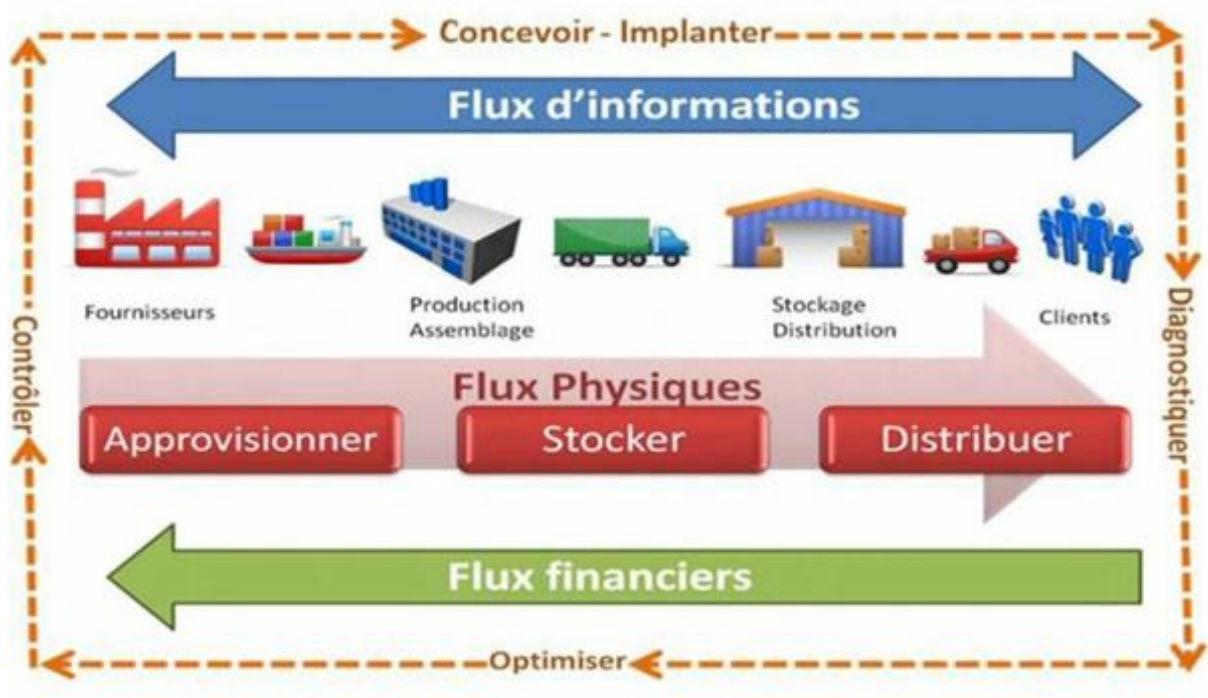 Concevoir - Implanter
Flux d'informations
Fournisseurs
Production
Assemblage
Stockage
Distribution
Clients
Contrôler
Diagnostiquer
Flux Physiques
Approvisionner
Stocker
Distribuer
Flux financiers
Optimiser